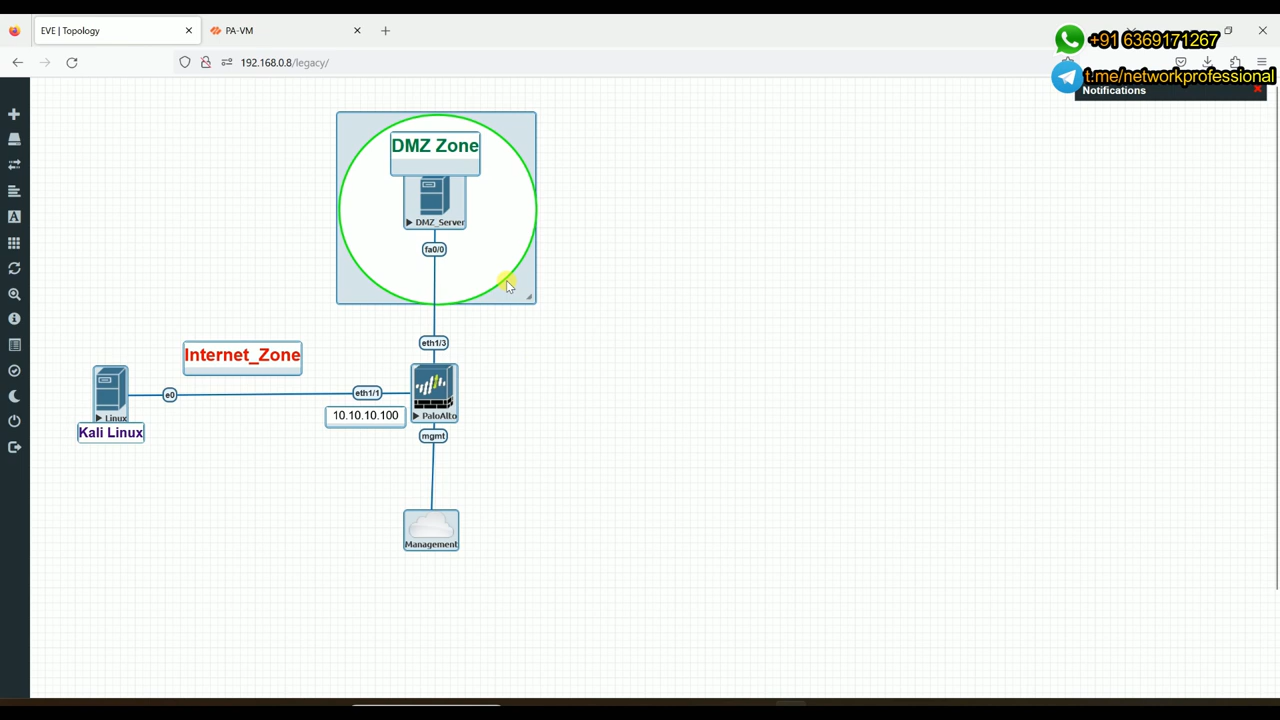 EVE | Topology
PA-VM
+91 6369171267
192.168.0.8/legacy/
t.me/networkprofessional
Notifications
DMZ Zone
DMZ_Server
fa0/0
eth1/3
Internet_Zone
e0
eth1/1
10.10.10.100
Linux
PaloAlto
Kali Linux
mgmt
Management